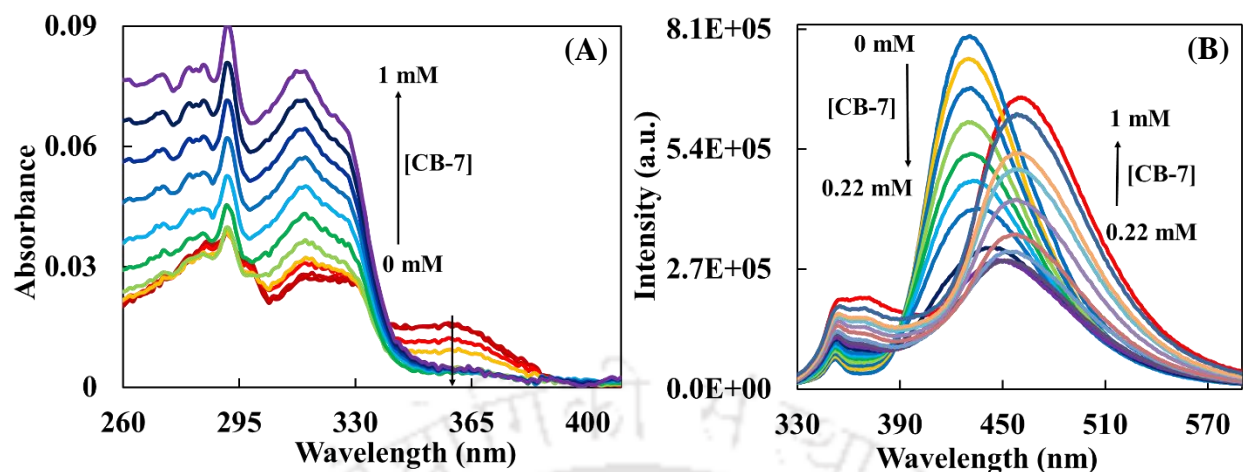 0.09
0.06
0.03
0
Absorbance
260
295
330
365
400
Wavelength (nm)
(A)
1 mM
[CB-7]
0 mM
8.1E+05
5.4E+05
2.7E+05
0.0E+00
Intensity (a.u.)
330
390
450
510
570
Wavelength (nm)
(B)
0 mM
[CB-7]
0.22 mM
1 mM
[CB-7]
0.22 mM